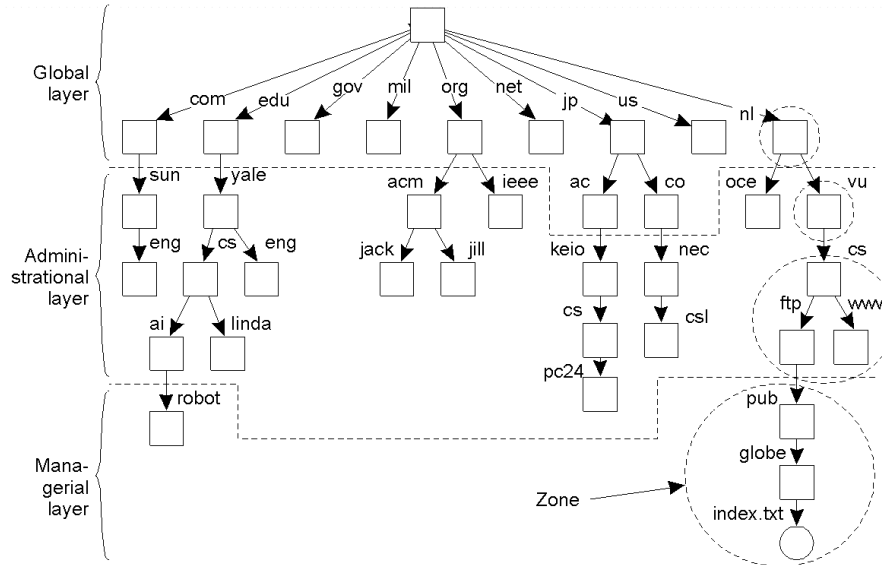 Global
layer
com
edu
gov
mil
org
net
jp
us
nl
sun
yale
acm
ieee
ac
co
oce
vu
Admini-
strational
layer
eng
cs
eng
jack
jill
keio
nec
cs
ai
linda
cs
csl
ftp
www
pc24
robot
pub
Mana-
gerial
layer
globe
Zone
index.txt